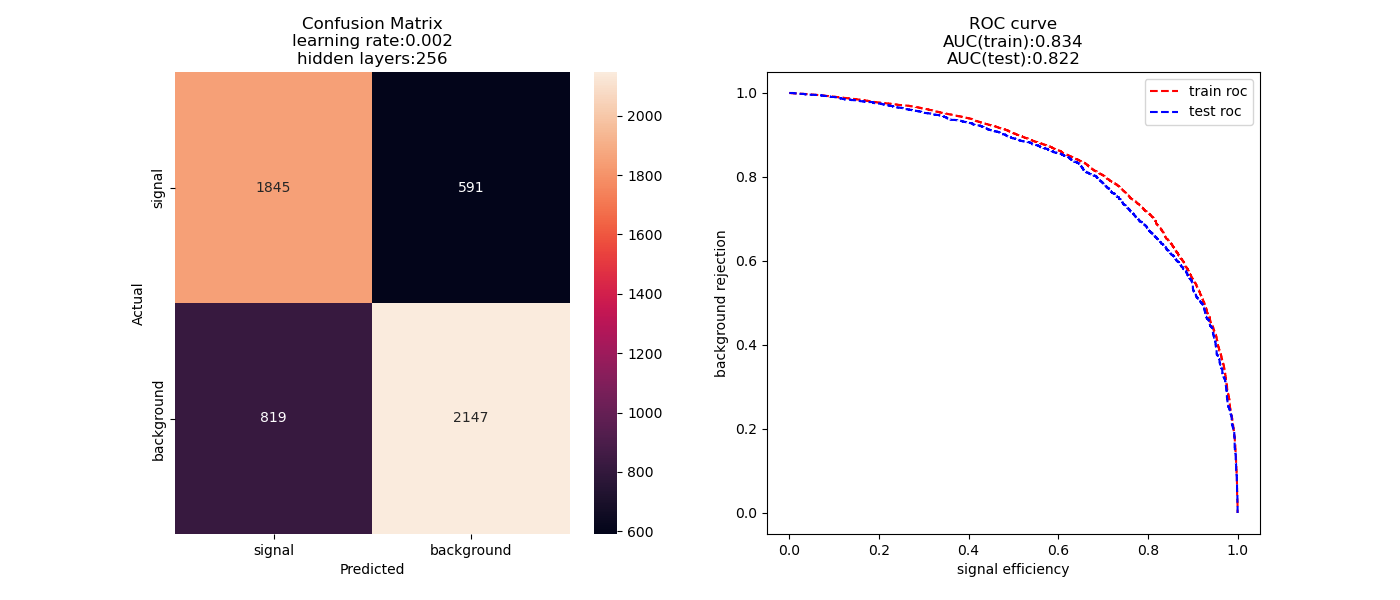 Confusion Matrix
learning rate:0.002
hidden layers:256
signal
background
Actual
1845
591
819
2147
signal
background
Predicted
2000
1800
1600
1400
1200
1000
800
600
ROC curve
AUC(train):0.834
AUC(test):0.822
train roc
test roc
background rejection
1.0
0.8
0.6
0.4
0.2
0.0
0.0
0.2
0.4
0.6
0.8
1.0
signal efficiency